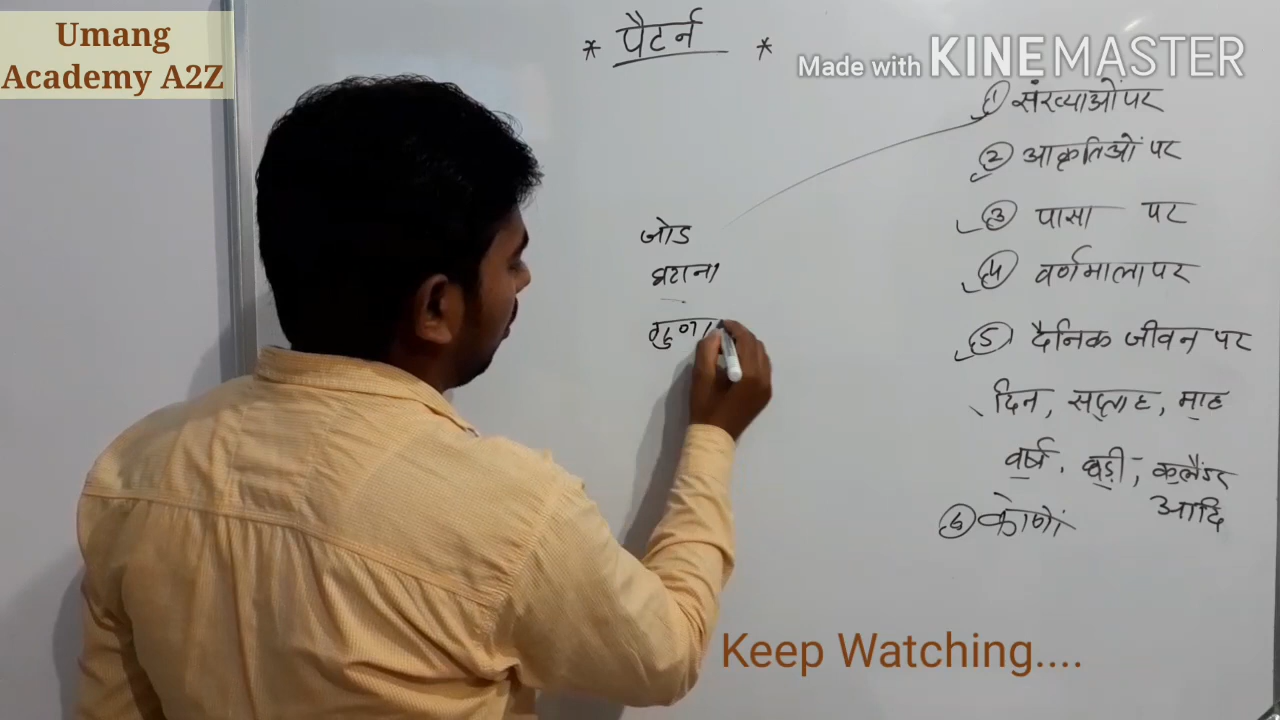 Umang
Academy A2Z
* पैटर्न *
Made with KINEMASTER
① संख्याओं पर
② आकृतिओं पर
③ पासा पर
④ वर्णमाला पर
⑤ दैनिक जीवन पर
दिन, सप्ताह, माह
वर्ष, घड़ी, कलैंडर
आदि
⑥ कोणों
जोड
घटाना
गुणा
Keep Watching....